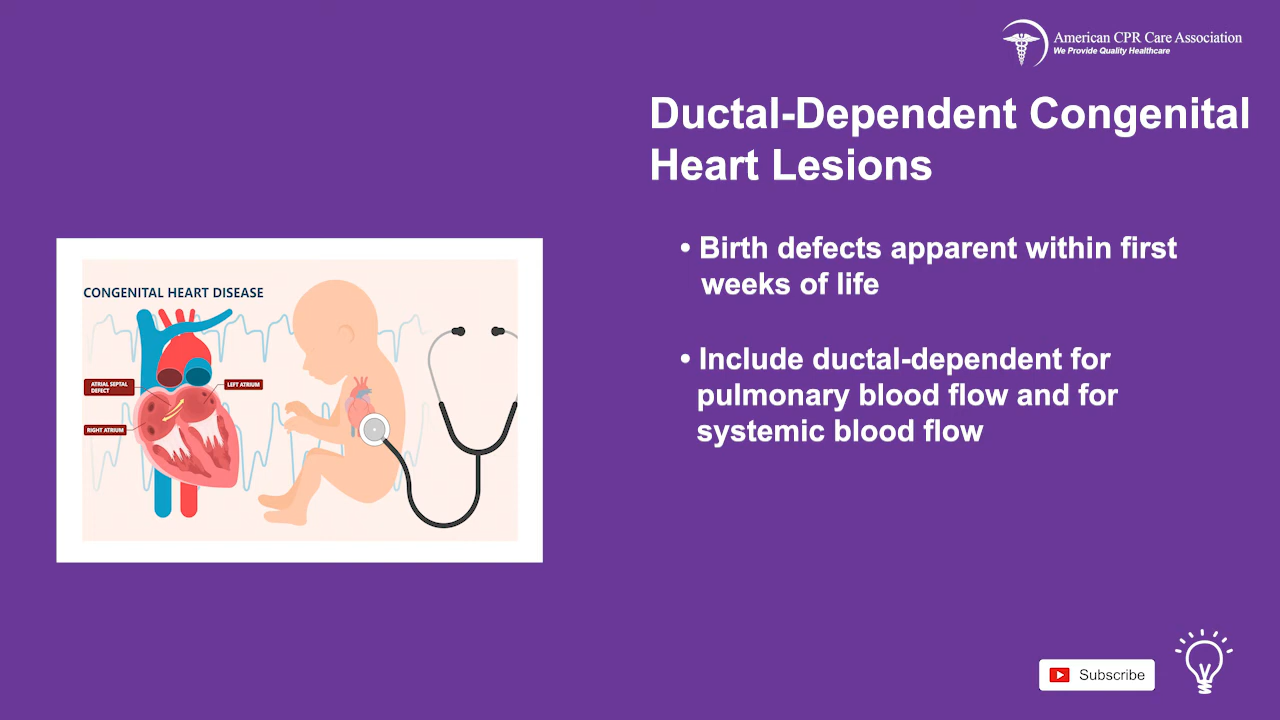 American CPR Care Association
We Provide Quality Healthcare
Ductal-Dependent Congenital
Heart Lesions
• Birth defects apparent within first
weeks of life
• Include ductal-dependent for
pulmonary blood flow and for
systemic blood flow
CONGENITAL HEART DISEASE
ATRIAL SEPTAL
DEFECT
LEFT ATRIUM
RIGHT ATRIUM
Subscribe